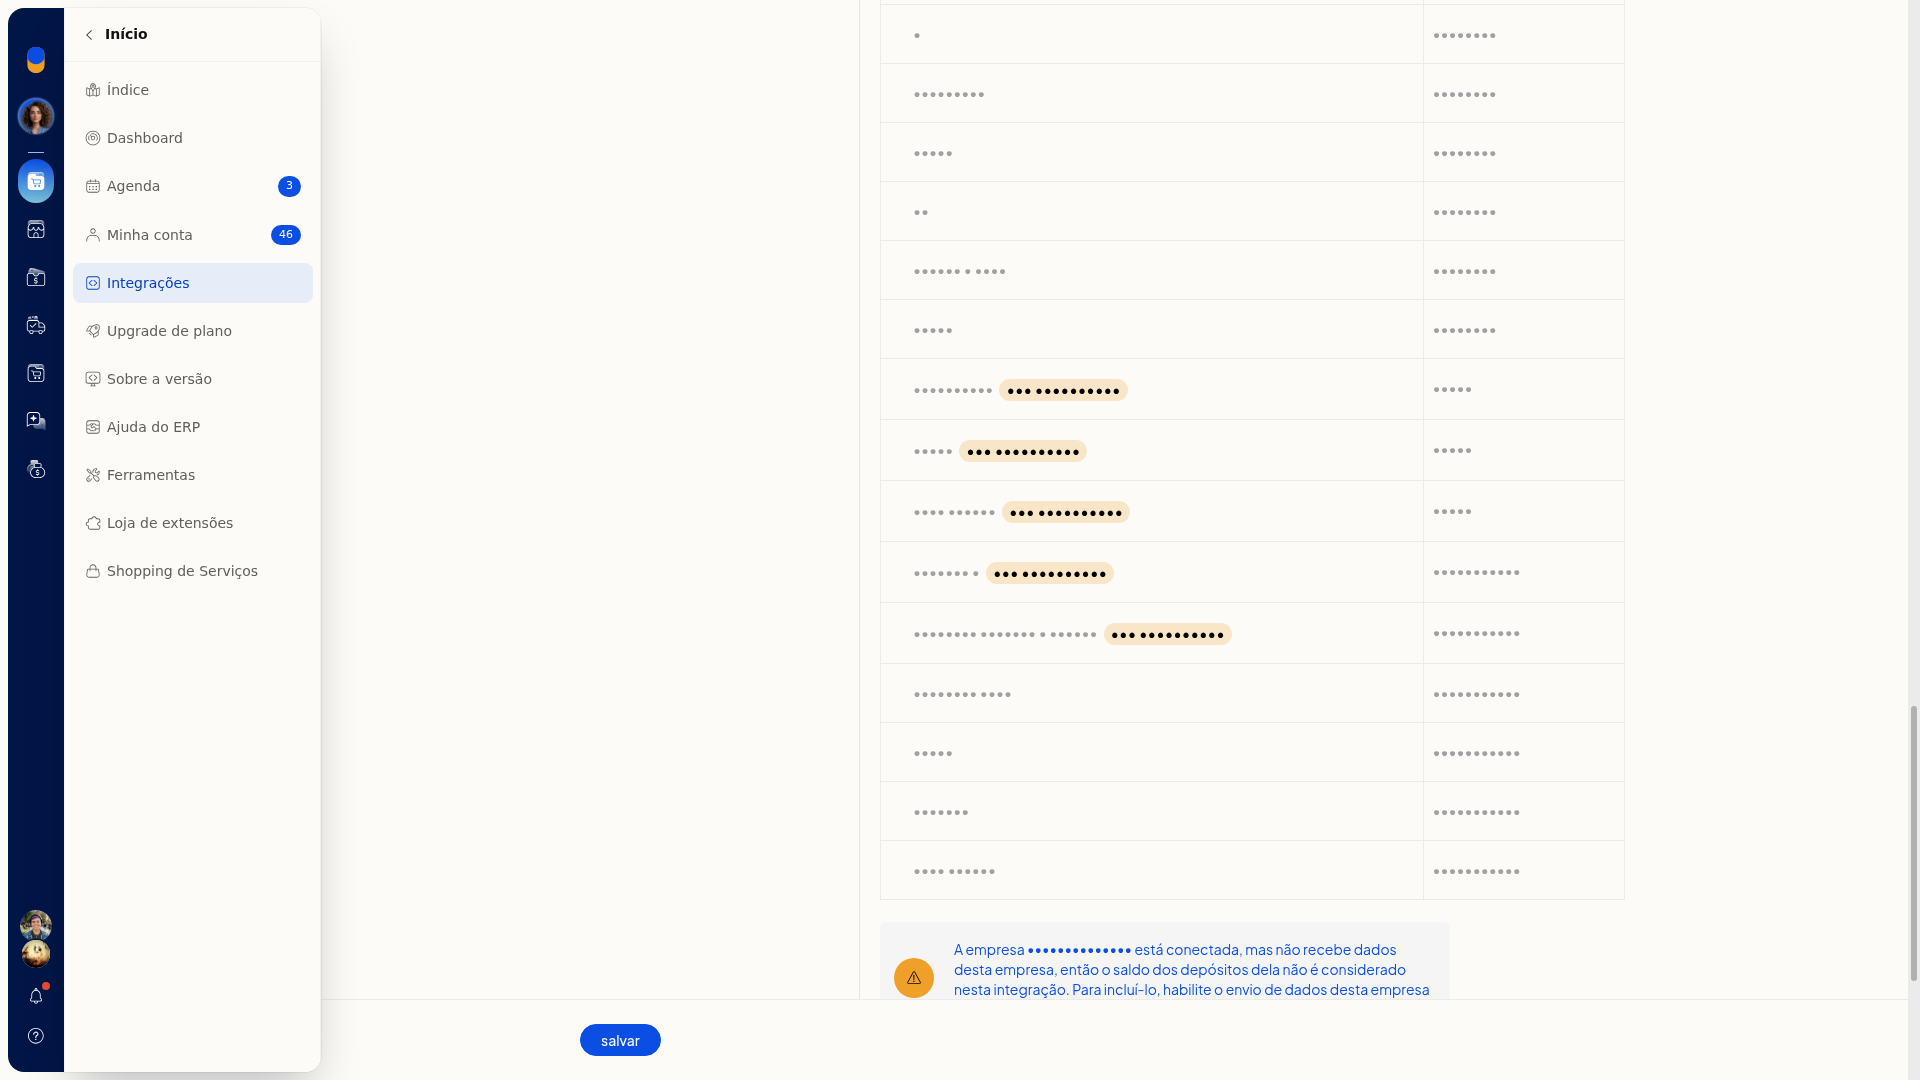 Início
Índice
Dashboard
Agenda
3
Minha conta
46
Integrações
Upgrade de plano
Sobre a versão
Ajuda do ERP
Ferramentas
Loja de extensões
Shopping de Serviços
• ••••••••
••••••••• ••••••••
••••• ••••••••
•• ••••••••
•••••• • •••• ••••••••
••••• ••••••••
•••••••••• ••• ••••••••••• •••••
••••• ••• ••••••••••• •••••
•••• •••••• ••• ••••••••••• •••••
••••••• • ••• ••••••••••• •••••••••••
•••••••• ••••••• • •••••• ••• ••••••••••• •••••••••••
•••••••• •••• •••••••••••
••••• •••••••••••
••••••• •••••••••••
•••• •••••• •••••••••••
A empresa •••••••••••••• está conectada, mas não recebe dados
desta empresa, então o saldo dos depósitos dela não é considerado
nesta integração. Para incluí-lo, habilite o envio de dados desta empresa
salvar